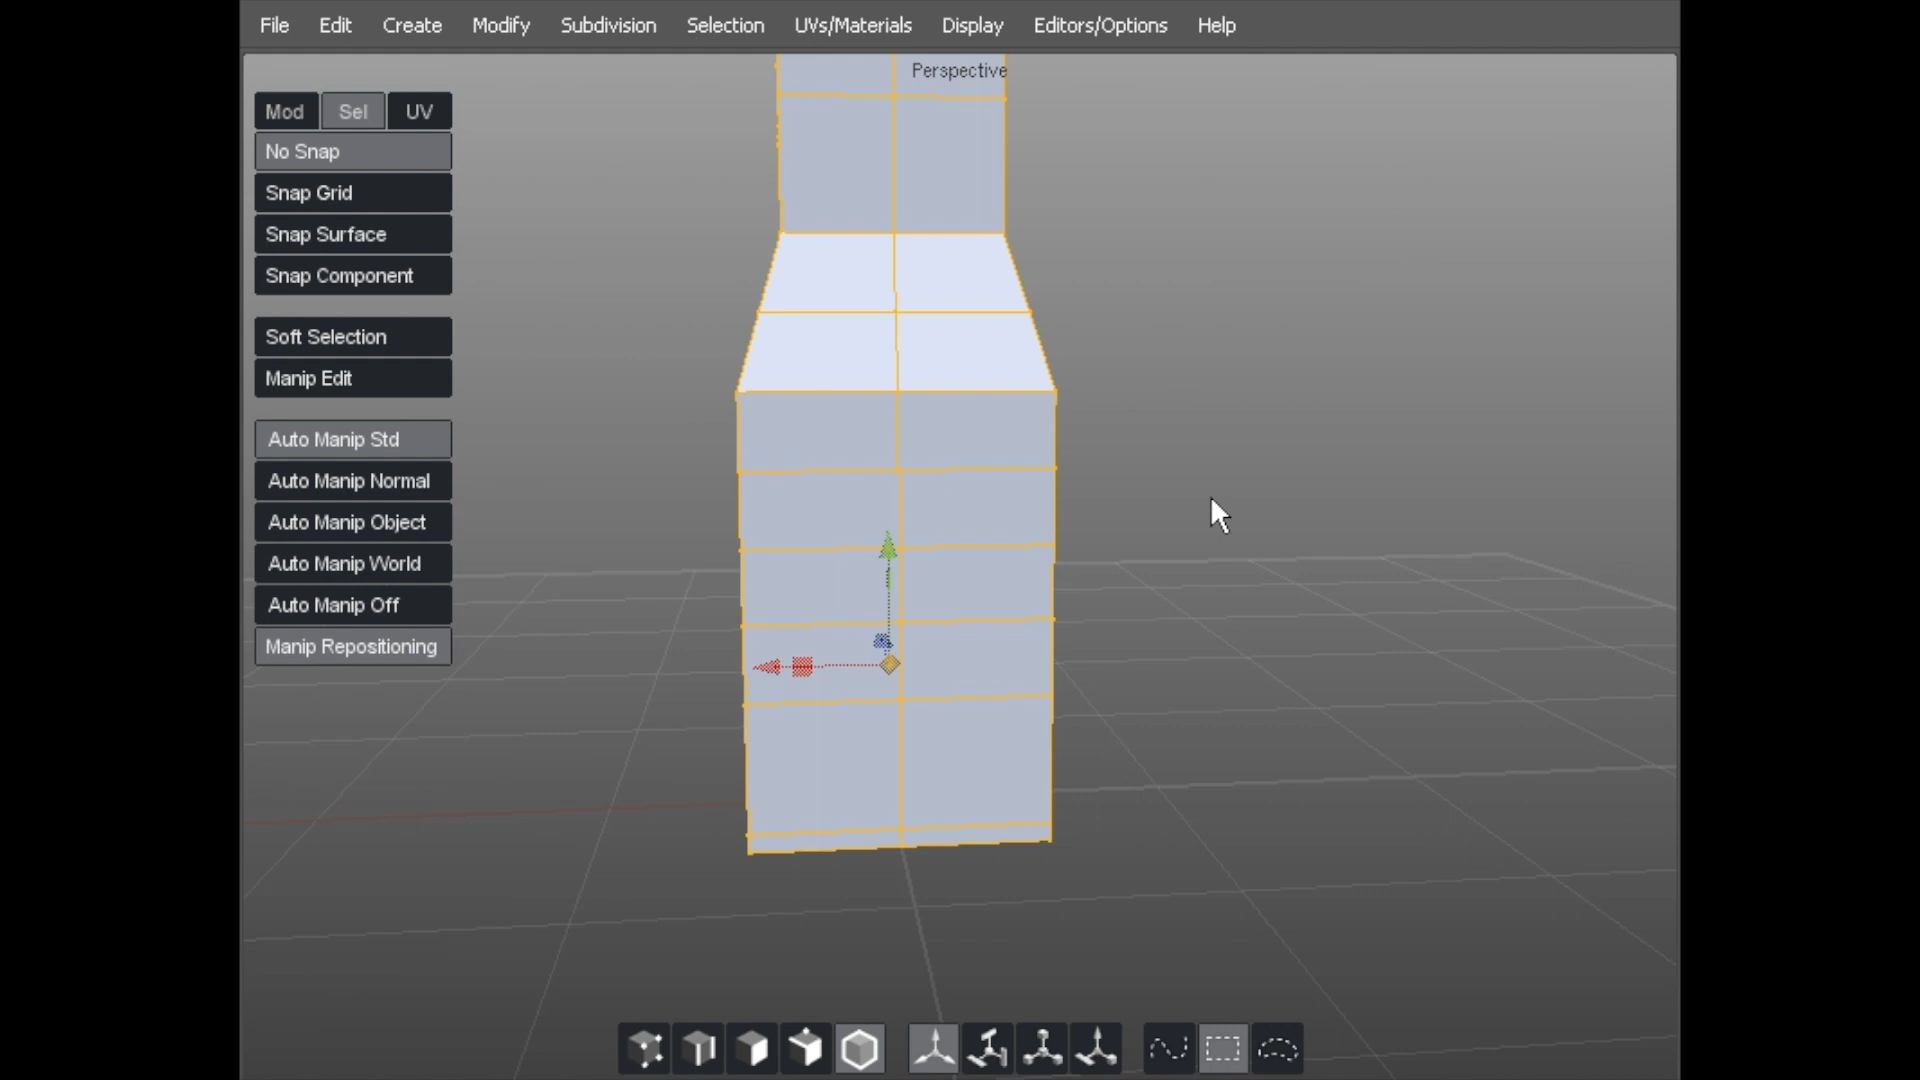 File Edit Create Modify Subdivision Selection UVs/Materials Display Editors/Options Help
Perspective
Mod Sel UV
No Snap
Snap Grid
Snap Surface
Snap Component
Soft Selection
Manip Edit
Auto Manip Std
Auto Manip Normal
Auto Manip Object
Auto Manip World
Auto Manip Off
Manip Repositioning